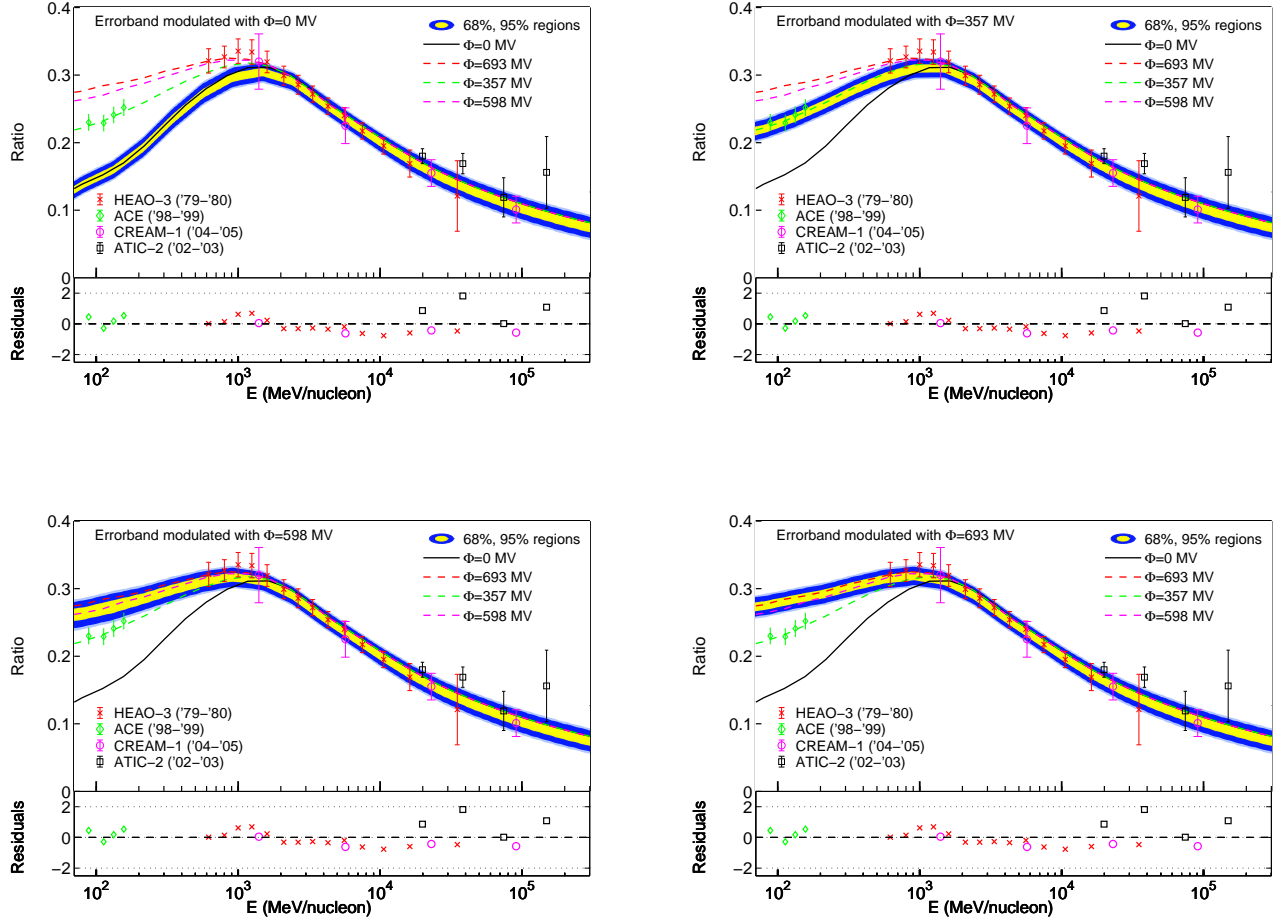 Errorband modulated with Φ=0 MV
68%, 95% regions
Φ=0 MV
Φ=693 MV
Φ=357 MV
Φ=598 MV
HEAO−3 ('79−'80)
ACE ('98−'99)
CREAM−1 ('04−'05)
ATIC−2 ('02−'03)
Ratio
0.4
0.3
0.2
0.1
0
Residuals
2
0
−2
10² 10³ 10⁴ 10⁵
E (MeV/nucleon)
Errorband modulated with Φ=357 MV
68%, 95% regions
Φ=0 MV
Φ=693 MV
Φ=357 MV
Φ=598 MV
HEAO−3 ('79−'80)
ACE ('98−'99)
CREAM−1 ('04−'05)
ATIC−2 ('02−'03)
Ratio
0.4
0.3
0.2
0.1
0
Residuals
2
0
−2
10² 10³ 10⁴ 10⁵
E (MeV/nucleon)
Errorband modulated with Φ=598 MV
68%, 95% regions
Φ=0 MV
Φ=693 MV
Φ=357 MV
Φ=598 MV
HEAO−3 ('79−'80)
ACE ('98−'99)
CREAM−1 ('04−'05)
ATIC−2 ('02−'03)
Ratio
0.4
0.3
0.2
0.1
0
Residuals
2
0
−2
10² 10³ 10⁴ 10⁵
E (MeV/nucleon)
Errorband modulated with Φ=693 MV
68%, 95% regions
Φ=0 MV
Φ=693 MV
Φ=357 MV
Φ=598 MV
HEAO−3 ('79−'80)
ACE ('98−'99)
CREAM−1 ('04−'05)
ATIC−2 ('02−'03)
Ratio
0.4
0.3
0.2
0.1
0
Residuals
2
0
−2
10² 10³ 10⁴ 10⁵
E (MeV/nucleon)